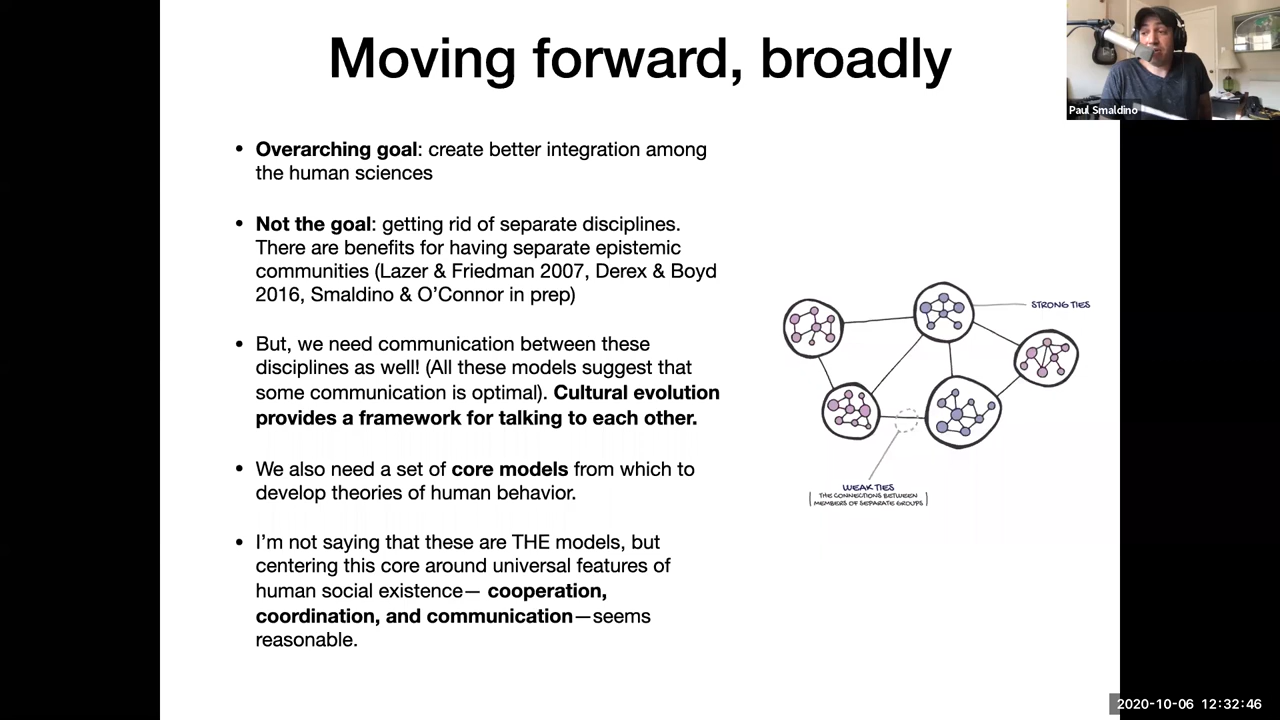 Moving forward, broadly
Paul Smaldino
• Overarching goal: create better integration among
the human sciences
• Not the goal: getting rid of separate disciplines.
There are benefits for having separate epistemic
communities (Lazer & Friedman 2007, Derex & Boyd
2016, Smaldino & O’Connor in prep)
• But, we need communication between these
disciplines as well! (All these models suggest that
some communication is optimal). Cultural evolution
provides a framework for talking to each other.
• We also need a set of core models from which to
develop theories of human behavior.
• I’m not saying that these are THE models, but
centering this core around universal features of
human social existence— cooperation,
coordination, and communication—seems
reasonable.
STRONG TIES
WEAK TIES
(THE CONNECTIONS BETWEEN
MEMBERS OF SEPARATE GROUPS)
2020-10-06 12:32:46